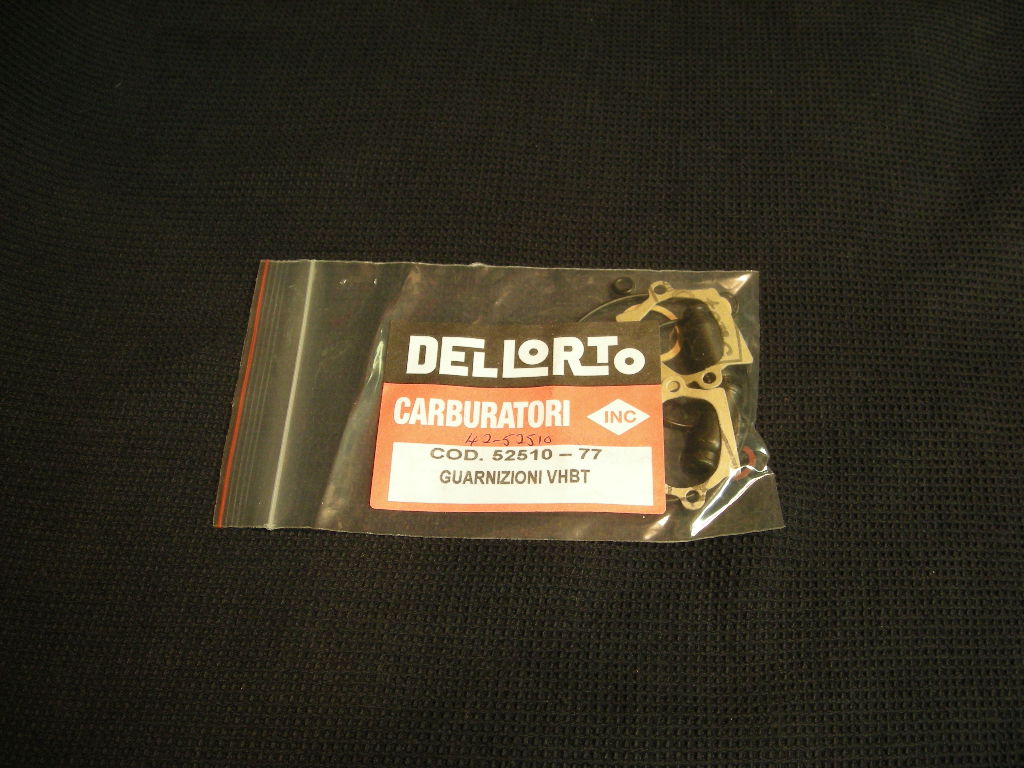 DELLORTO
CARBURATORI INC
42-52510
COD. 52510-77
GUARNIZIONI VHBT